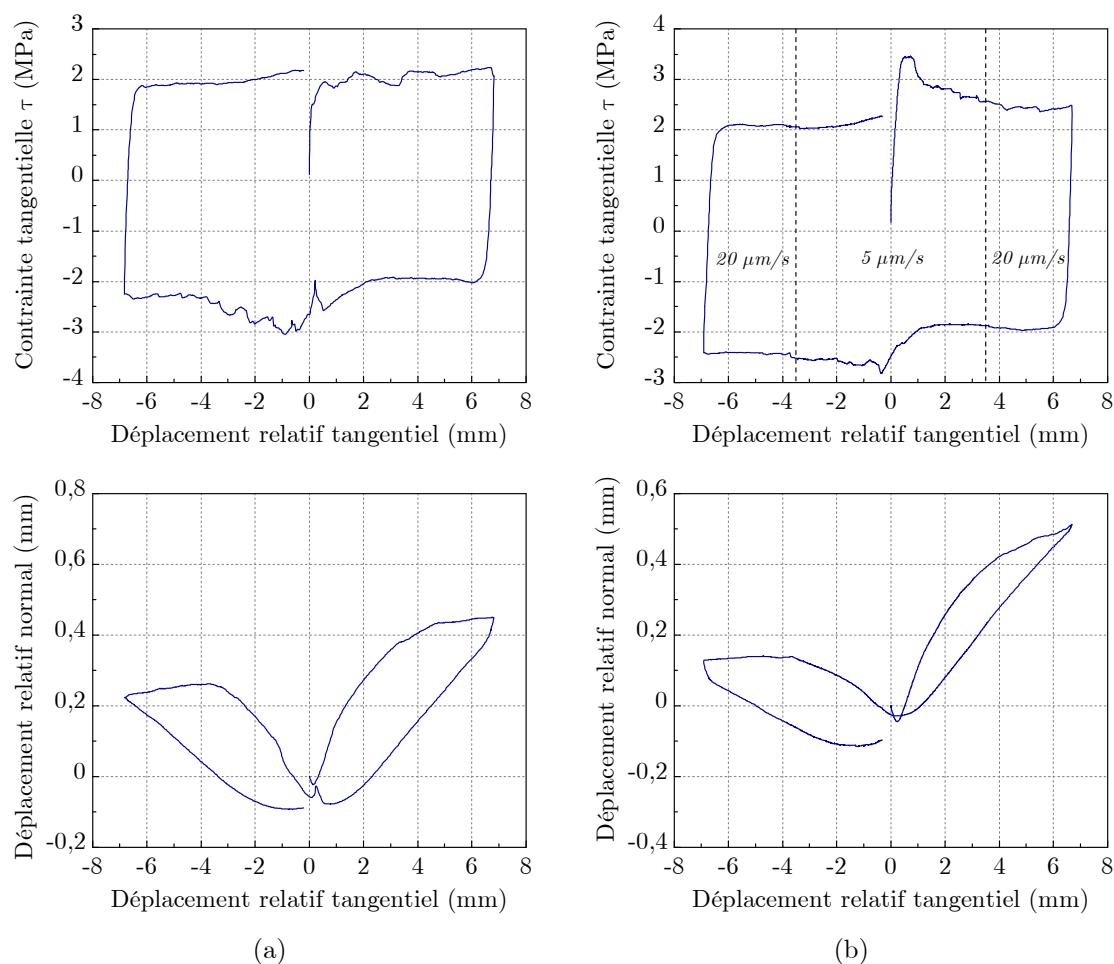 3
2
1
0
-1
-2
-3
-4
Contrainte tangentielle τ (MPa)
-8 -6 -4 -2 0 2 4 6 8
Déplacement relatif tangentiel (mm)
4
3
2
1
0
-1
-2
-3
Contrainte tangentielle τ (MPa)
20 μm/s 5 μm/s 20 μm/s
-8 -6 -4 -2 0 2 4 6 8
Déplacement relatif tangentiel (mm)
0,8
0,6
0,4
0,2
0
-0,2
Déplacement relatif normal (mm)
-8 -6 -4 -2 0 2 4 6 8
Déplacement relatif tangentiel (mm)
(a)
0,6
0,4
0,2
0
-0,2
-0,4
Déplacement relatif normal (mm)
-8 -6 -4 -2 0 2 4 6 8
Déplacement relatif tangentiel (mm)
(b)